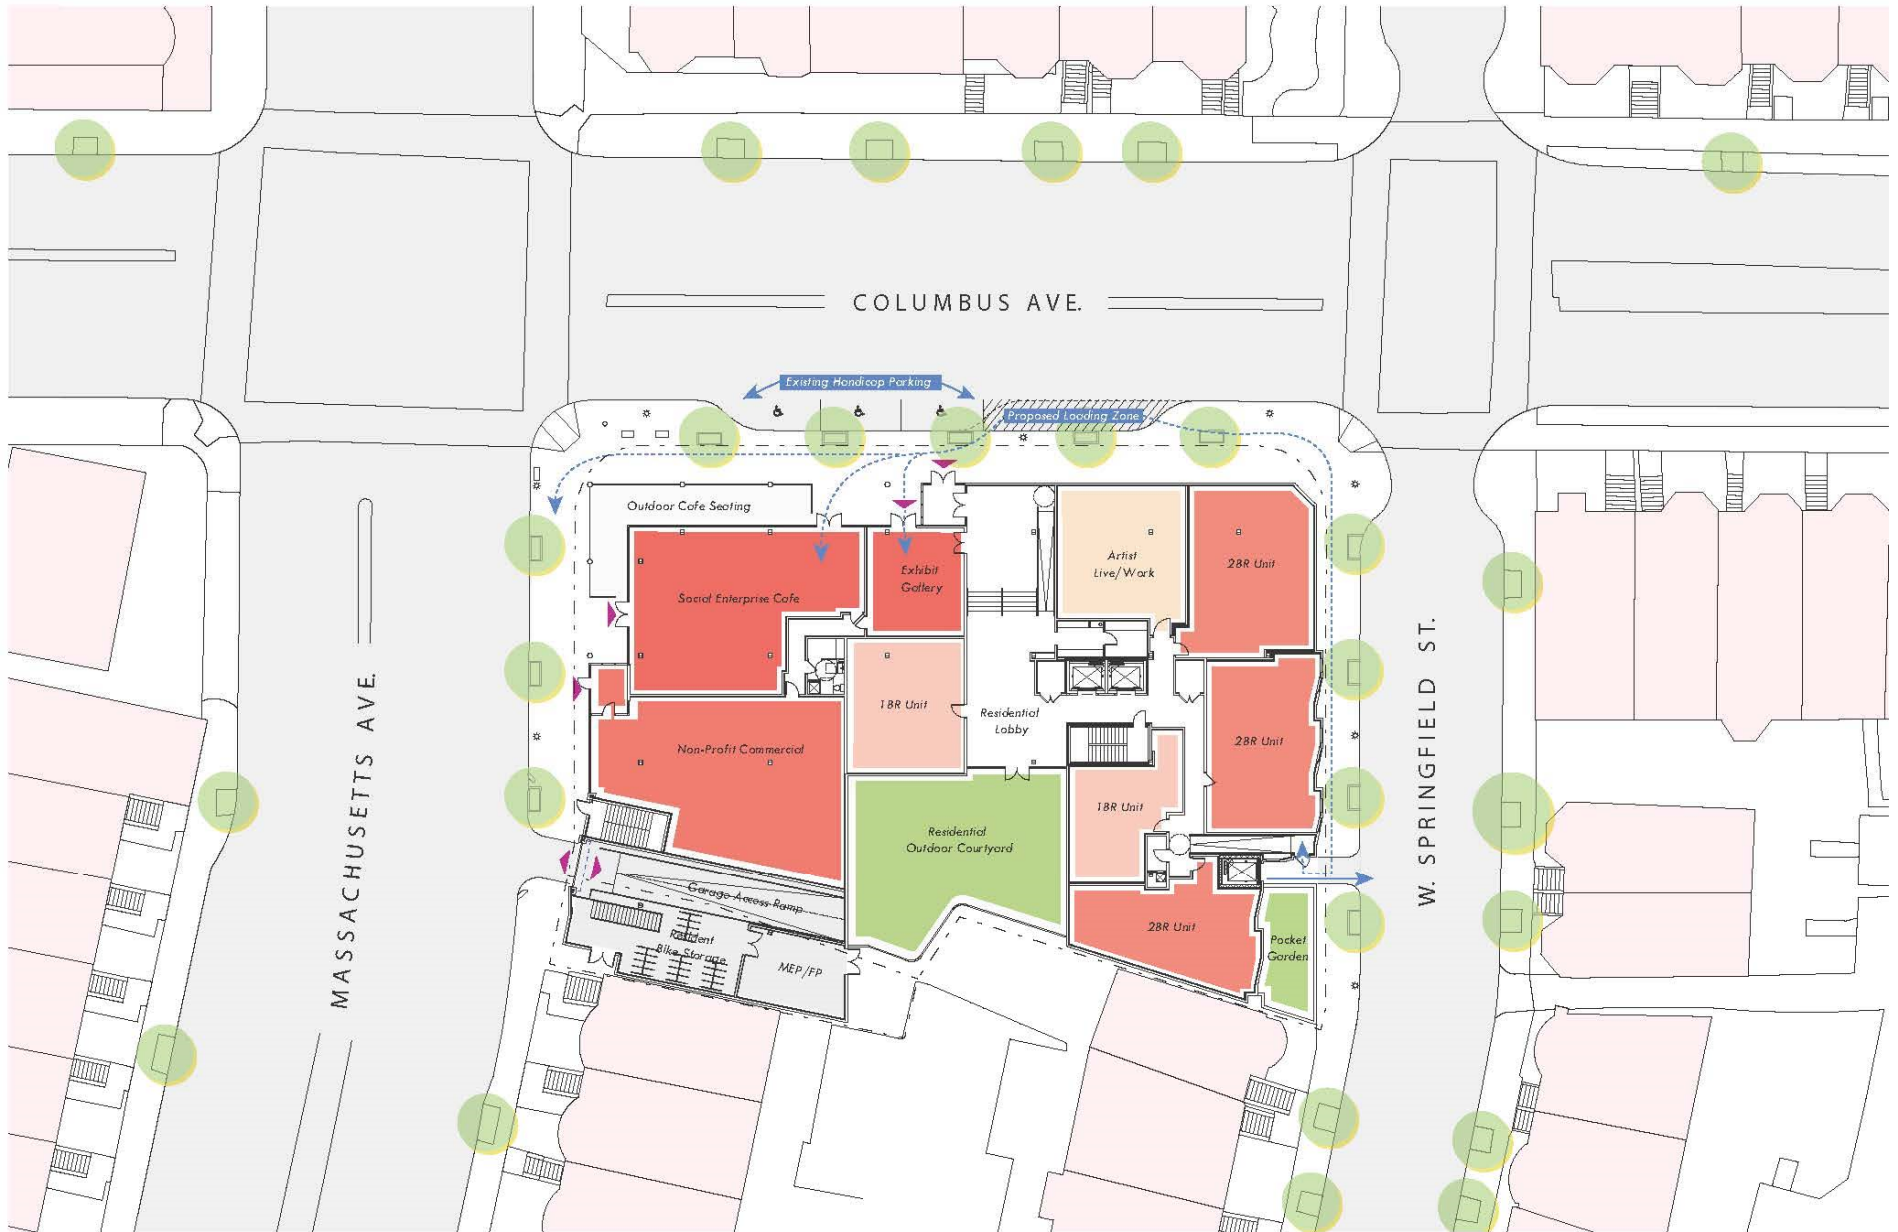 COLUMBUS AVE.
Existing Handicap Parking
Proposed Loading Zone
Outdoor Cafe Seating
Social Enterprise Cafe
Exhibit
Gallery
Artist
Live/Work
2BR Unit
1BR Unit
Residential
Lobby
2BR Unit
Non-Profit Commercial
1BR Unit
Residential
Outdoor Courtyard
Garage Access Ramp
Resident
Bike Storage
MEP/FP
2BR Unit
Pocket
Garden
MASSACHUSETTS AVE.
W. SPRINGFIELD ST.